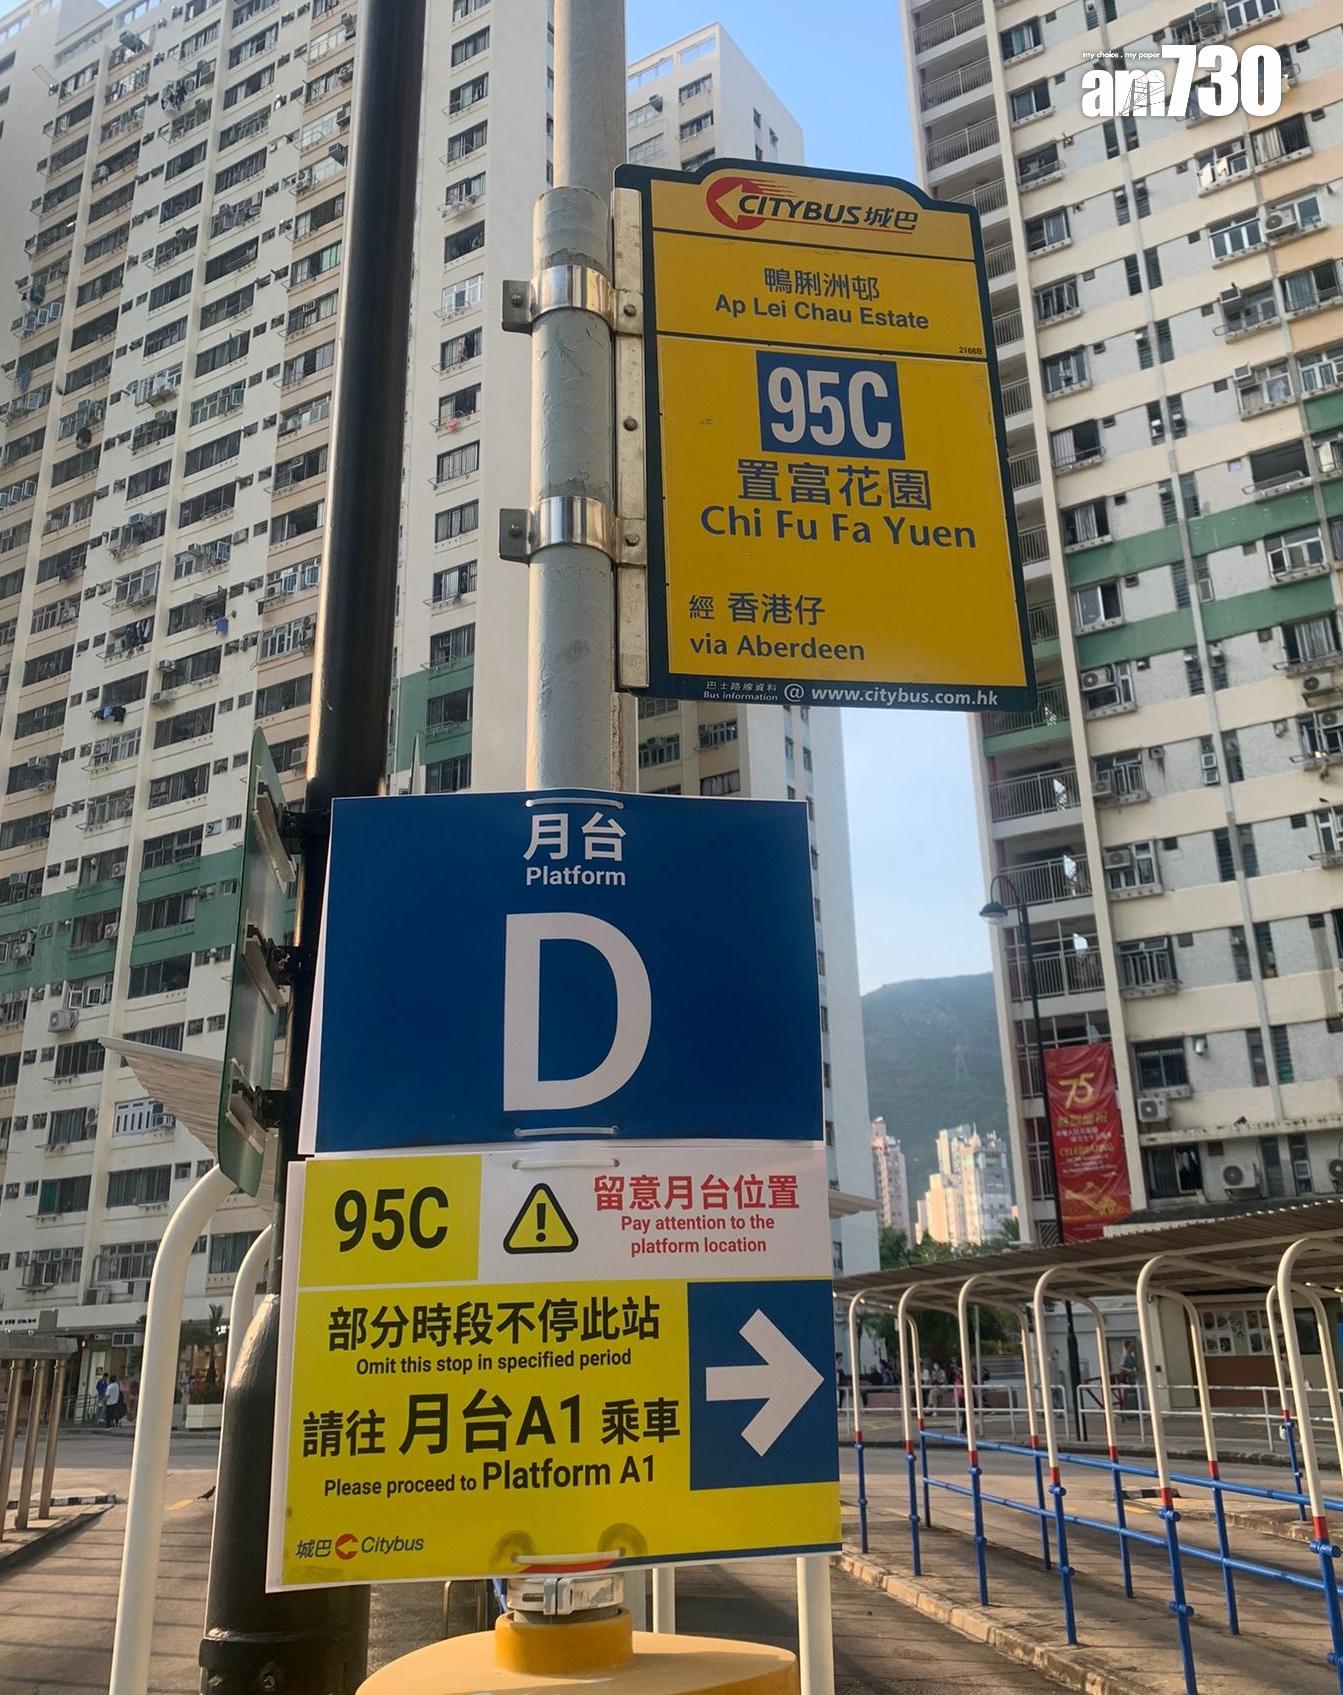 my choice . my paper
am730
CITYBUS 城巴
鴨脷洲邨
Ap Lei Chau Estate
2166B
95C
置富花園
Chi Fu Fa Yuen
經 香港仔
via Aberdeen
巴士路線資料
Bus information @ www.citybus.com.hk
月台
Platform
D
95C
留意月台位置
Pay attention to the
platform location
部分時段不停此站
Omit this stop in specified period
請往 月台A1 乘車
Please proceed to Platform A1
城巴 Citybus
75
CELEBRATING